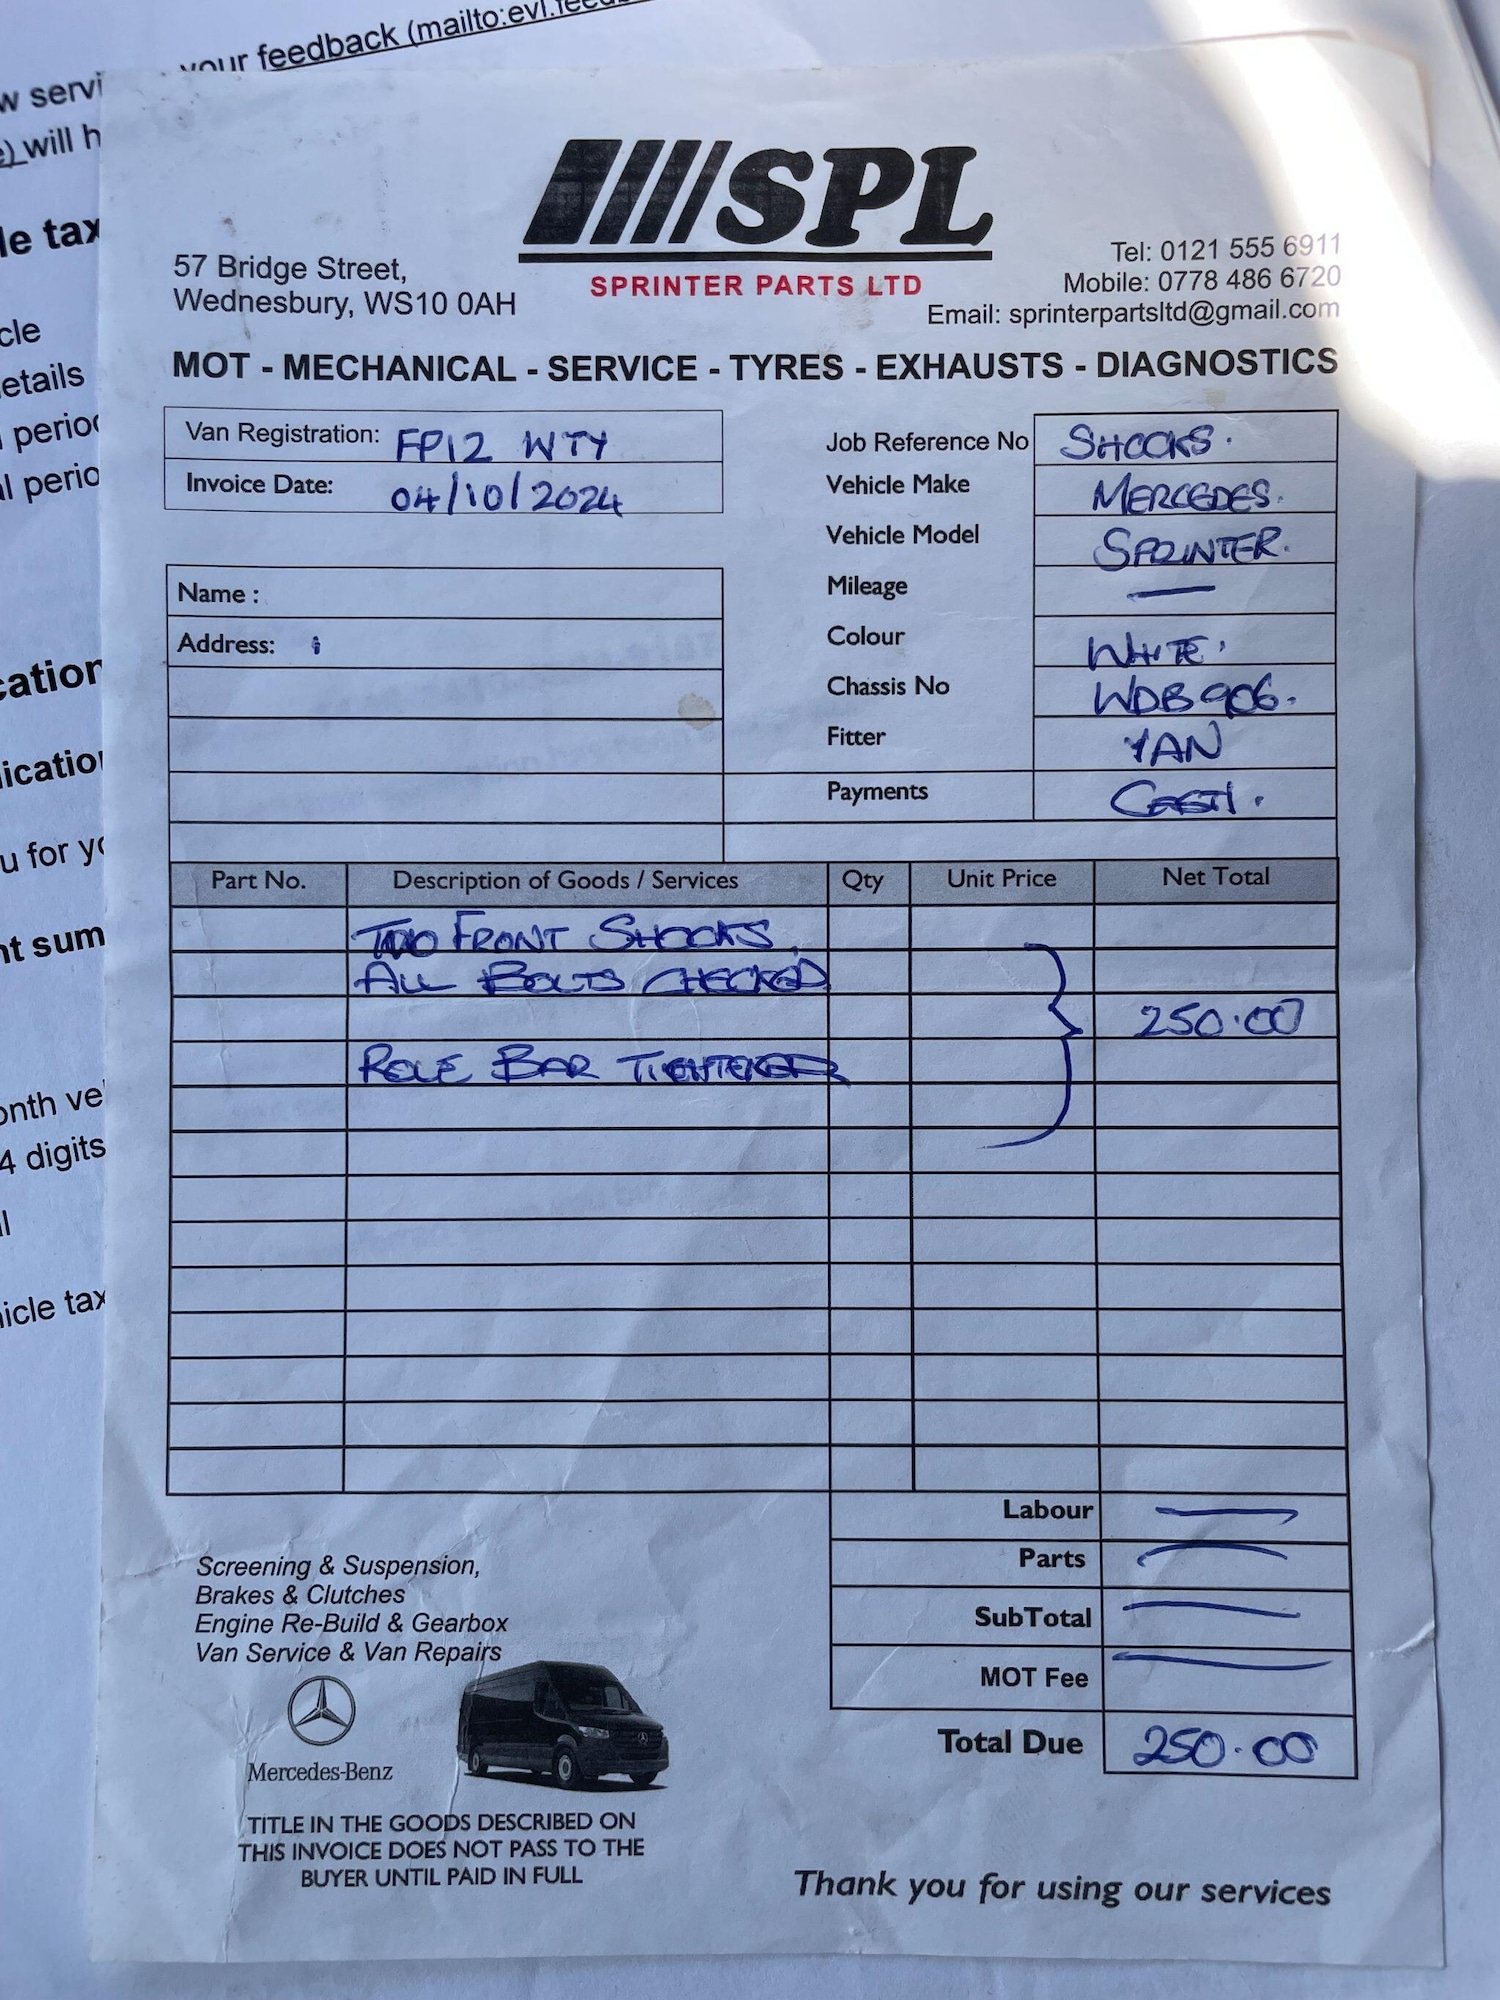 your feedback (mailto:evl.feed
w servi
e) will h
le tax
cle
etails
perio
l perio
cation
licatio
u for yo
nt sum
onth ve
4 digits
l
icle tax
SPL
SPRINTER PARTS LTD
57 Bridge Street,
Wednesbury, WS10 0AH
Tel: 0121 555 6911
Mobile: 0778 486 6720
Email: sprinterpartsltd@gmail.com
MOT - MECHANICAL - SERVICE - TYRES - EXHAUSTS - DIAGNOSTICS
Van Registration: FP12 WTY
Invoice Date: 04/10/2024
Name :
Address:
Job Reference No SHOCKS.
Vehicle Make MERCEDES.
Vehicle Model SPRINTER.
Mileage —
Colour WHITE.
Chassis No WDB906.
Fitter YAN
Payments CASH.
Part No. Description of Goods / Services Qty Unit Price Net Total
TWO FRONT SHOCKS
ALL BOLTS CHECKED
250.00
ROLE BAR TIGHTENED
Labour —
Parts —
SubTotal —
MOT Fee —
Total Due 250.00
Screening & Suspension,
Brakes & Clutches
Engine Re-Build & Gearbox
Van Service & Van Repairs
Mercedes-Benz
TITLE IN THE GOODS DESCRIBED ON
THIS INVOICE DOES NOT PASS TO THE
BUYER UNTIL PAID IN FULL
Thank you for using our services